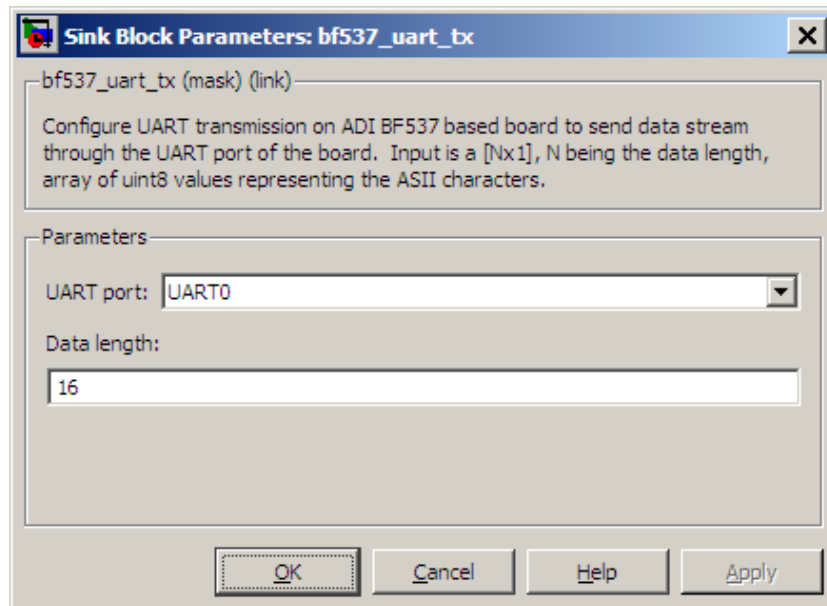 Sink Block Parameters: bf537_uart_tx
bf537_uart_tx (mask) (link)
Configure UART transmission on ADI BF537 based board to send data stream
through the UART port of the board.  Input is a [Nx1], N being the data length,
array of uint8 values representing the ASII characters.
Parameters
UART port: UART0
Data length:
16
OK Cancel Help Apply